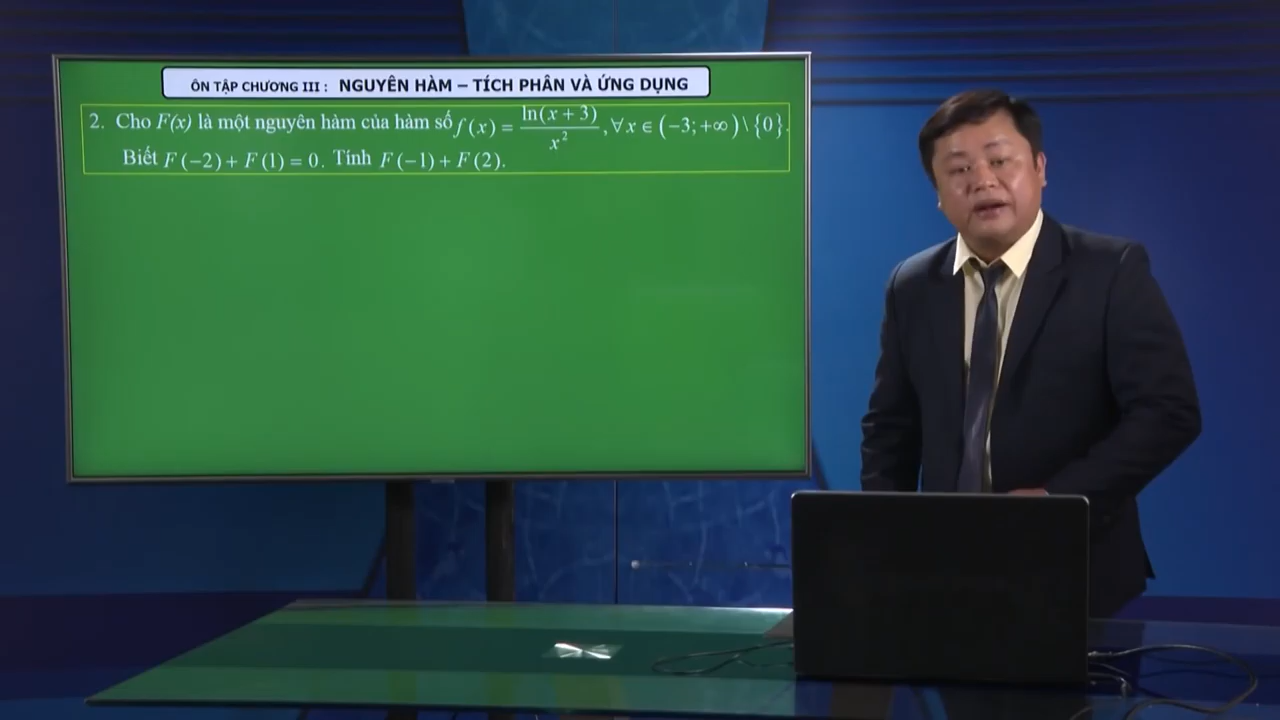 ÔN TẬP CHƯƠNG III : NGUYÊN HÀM – TÍCH PHÂN VÀ ỨNG DỤNG
2. Cho F(x) là một nguyên hàm của hàm số f(x) = ln(x + 3) / x², ∀x ∈ (−3; +∞) \ {0}.
Biết F(−2) + F(1) = 0. Tính F(−1) + F(2).